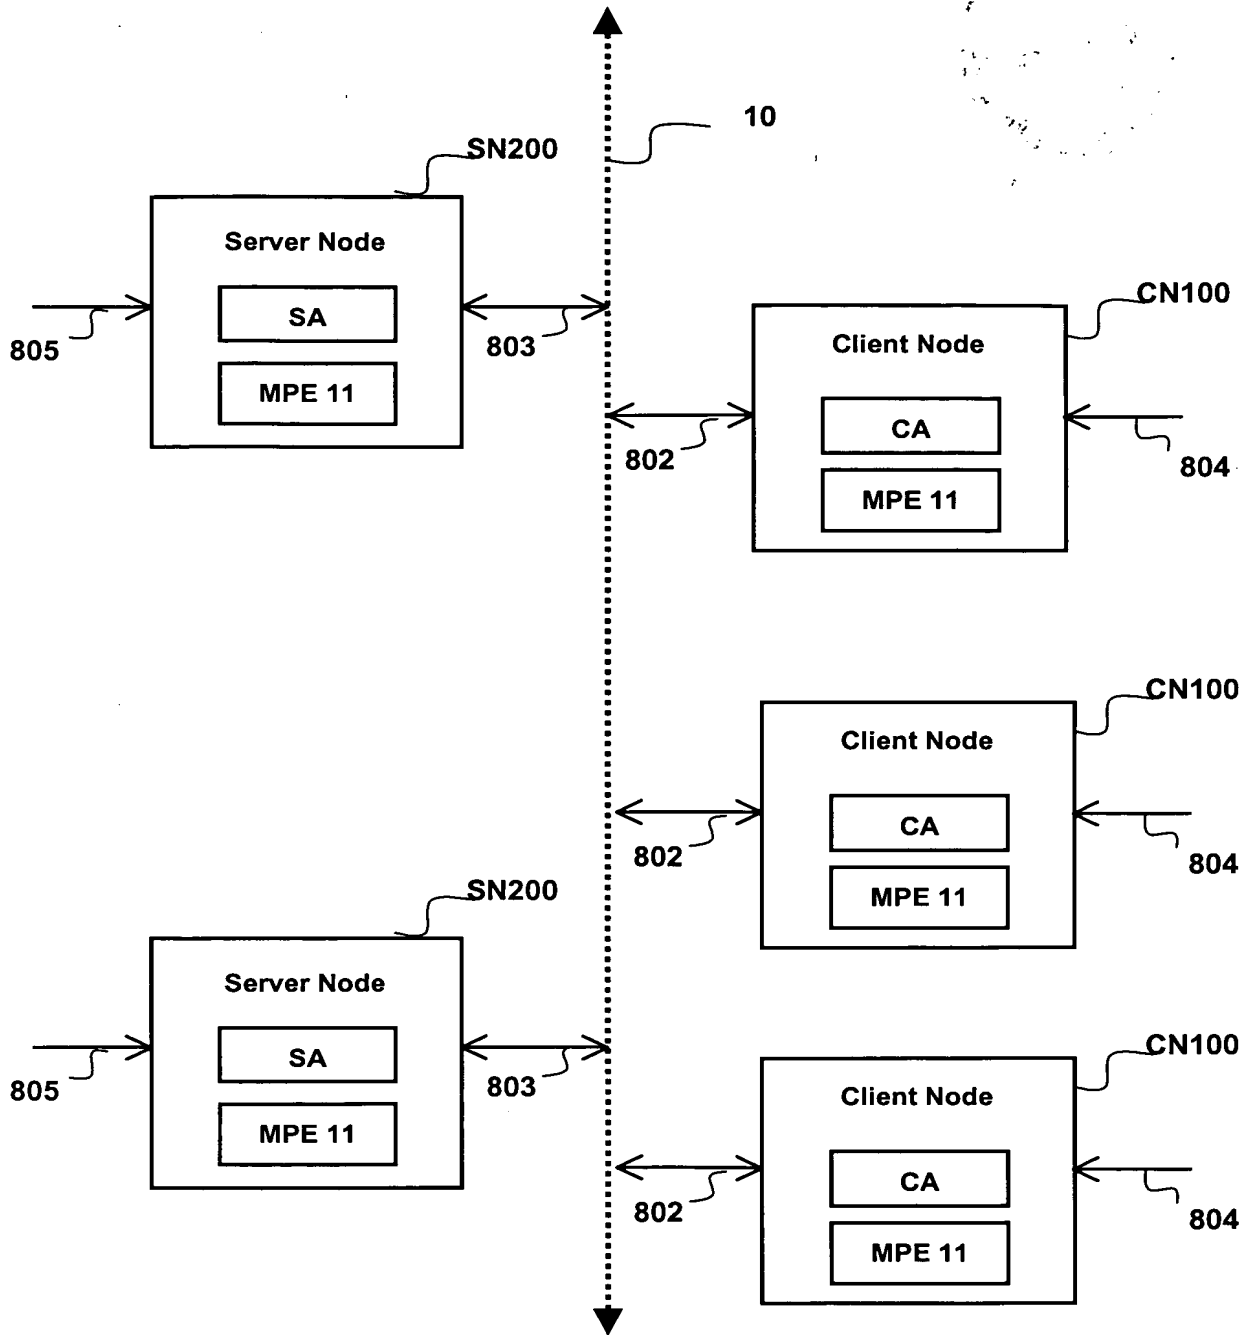 10
SN200
Server Node
SA
MPE 11
805
803
CN100
Client Node
CA
MPE 11
802
804
CN100
Client Node
CA
MPE 11
802
804
SN200
Server Node
SA
MPE 11
805
803
CN100
Client Node
CA
MPE 11
802
804